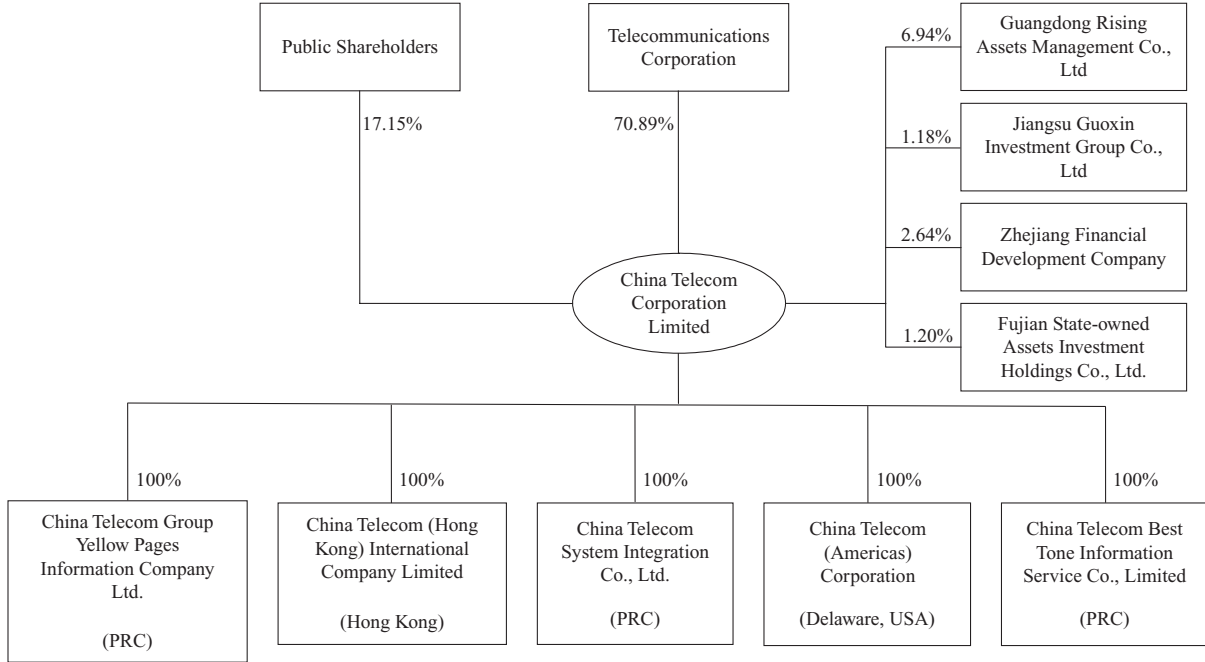 Public Shareholders
17.15%
Telecommunications
Corporation
70.89%
6.94%
Guangdong Rising
Assets Management Co.,
Ltd
1.18%
Jiangsu Guoxin
Investment Group Co.,
Ltd
2.64%
Zhejiang Financial
Development Company
1.20%
Fujian State-owned
Assets Investment
Holdings Co., Ltd.
China Telecom
Corporation
Limited
100%
China Telecom Group
Yellow Pages
Information Company
Ltd.
(PRC)
100%
China Telecom (Hong
Kong) International
Company Limited
(Hong Kong)
100%
China Telecom
System Integration
Co., Ltd.
(PRC)
100%
China Telecom
(Americas)
Corporation
(Delaware, USA)
100%
China Telecom Best
Tone Information
Service Co., Limited
(PRC)